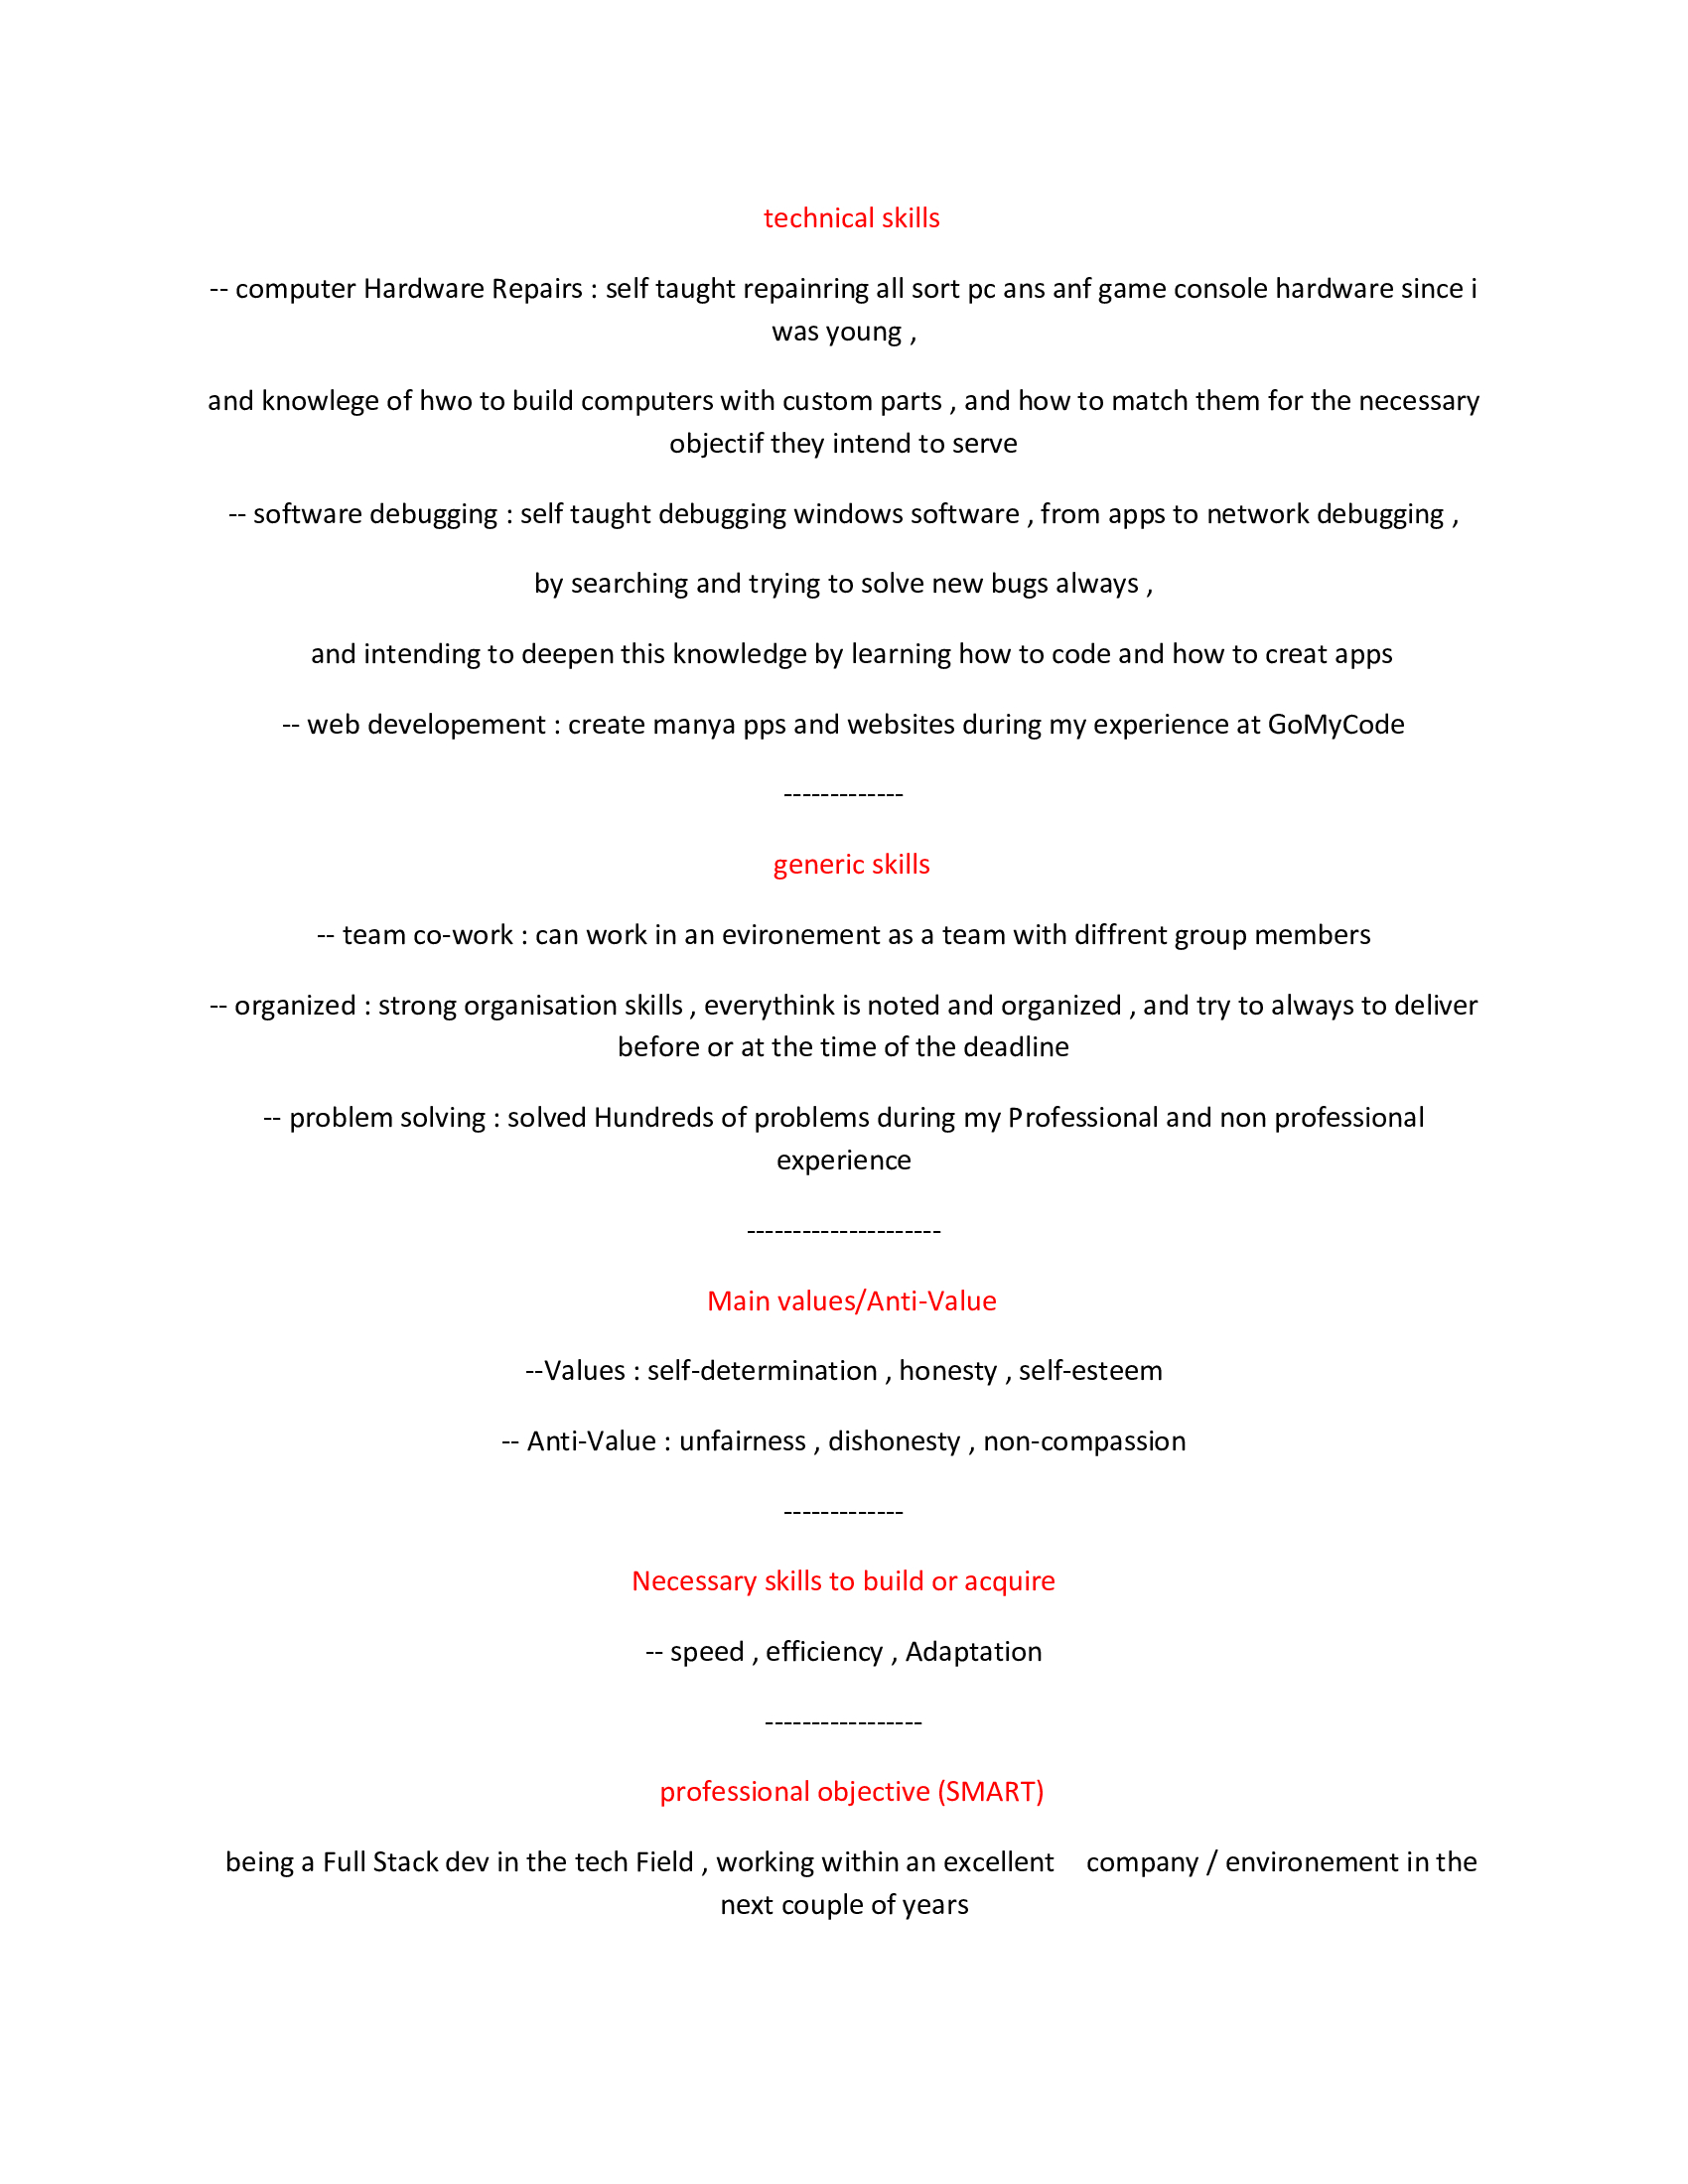 technical skills
-- computer Hardware Repairs : self taught repainring all sort pc ans anf game console hardware since i
was young ,
and knowlege of hwo to build computers with custom parts , and how to match them for the necessary
objectif they intend to serve
-- software debugging : self taught debugging windows software , from apps to network debugging ,
by searching and trying to solve new bugs always ,
and intending to deepen this knowledge by learning how to code and how to creat apps
-- web developement : create manya pps and websites during my experience at GoMyCode
-------------
generic skills
-- team co-work : can work in an evironement as a team with diffrent group members
-- organized : strong organisation skills , everythink is noted and organized , and try to always to deliver
before or at the time of the deadline
-- problem solving : solved Hundreds of problems during my Professional and non professional
experience
---------------------
Main values/Anti-Value
--Values : self-determination , honesty , self-esteem
-- Anti-Value : unfairness , dishonesty , non-compassion
-------------
Necessary skills to build or acquire
-- speed , efficiency , Adaptation
-----------------
professional objective (SMART)
being a Full Stack dev in the tech Field , working within an excellent company / environement in the
next couple of years